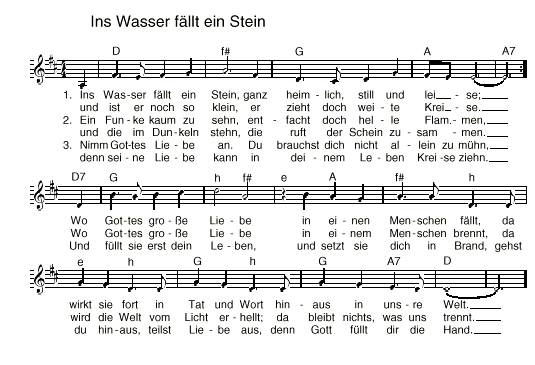 Ins Wasser fällt ein Stein
D f# G A A7
1. Ins Was-ser fällt ein Stein, ganz heim-lich, still und lei-se;
und ist er noch so klein, er zieht doch wei-te Krei-se.
2. Ein Fun-ke kaum zu sehn, ent-facht doch hel-le Flam-men,
und die im Dun-keln stehn, die ruft der Schein zu-sam-men.
3. Nimm Got-tes Lie-be an. Du brauchst dich nicht al-lein zu mühn,
denn sei-ne Lie-be kann in dei-nem Le-ben Krei-se ziehn.
D7 G h f# e A f# h
Wo Got-tes gro-ße Lie-be in ei-nen Men-schen fällt, da
Wo Got-tes gro-ße Lie-be in ei-nem Men-schen brennt, da
Und füllt sie erst dein Le-ben, und setzt sie dich in Brand, gehst
e h G h G A7 D
wirkt sie fort in Tat und Wort hin-aus in uns-re Welt.
wird die Welt vom Licht er-hellt; da bleibt nichts, was uns trennt.
du hin-aus, teilst Lie-be aus, denn Gott füllt dir die Hand.